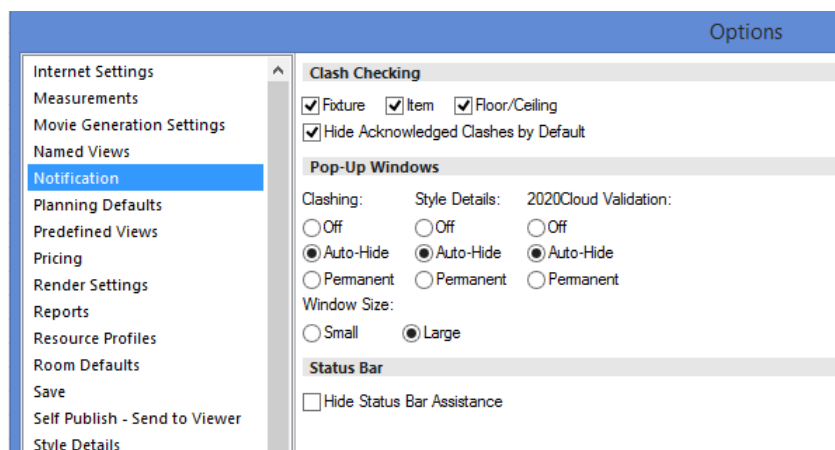 Options
Internet Settings
Measurements
Movie Generation Settings
Named Views
Notification
Planning Defaults
Predefined Views
Pricing
Render Settings
Reports
Resource Profiles
Room Defaults
Save
Self Publish - Send to Viewer
Style Details
Clash Checking
Fixture Item Floor/Ceiling
Hide Acknowledged Clashes by Default
Pop-Up Windows
Clashing: Style Details: 2020Cloud Validation:
Off Off Off
Auto-Hide Auto-Hide Auto-Hide
Permanent Permanent Permanent
Window Size:
Small Large
Status Bar
Hide Status Bar Assistance